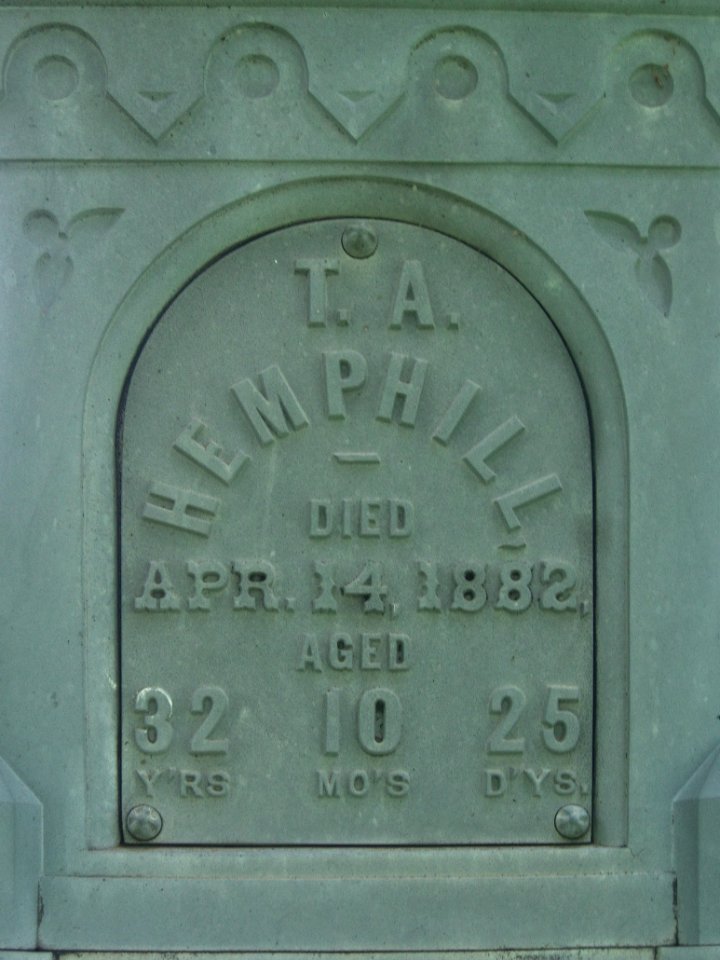 T. A.
HEMPHILL,
DIED
APR. 14, 1882,
AGED
32 10 25
Y'RS MO'S D'YS.